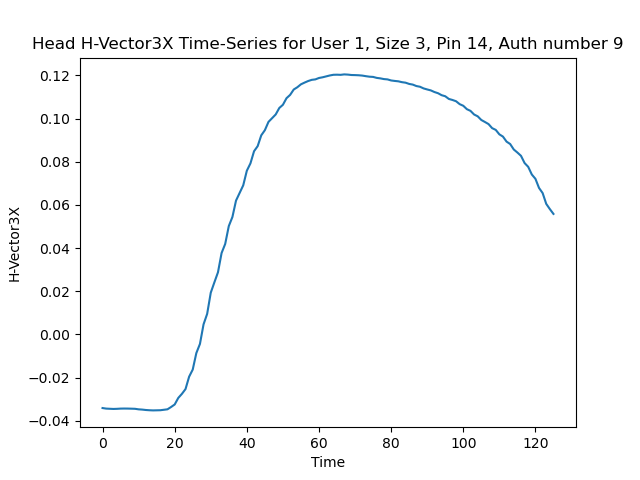 Head H-Vector3X Time-Series for User 1, Size 3, Pin 14, Auth number 9
0.12
0.10
0.08
0.06
0.04
0.02
0.00
−0.02
−0.04
H-Vector3X
0 20 40 60 80 100 120
Time